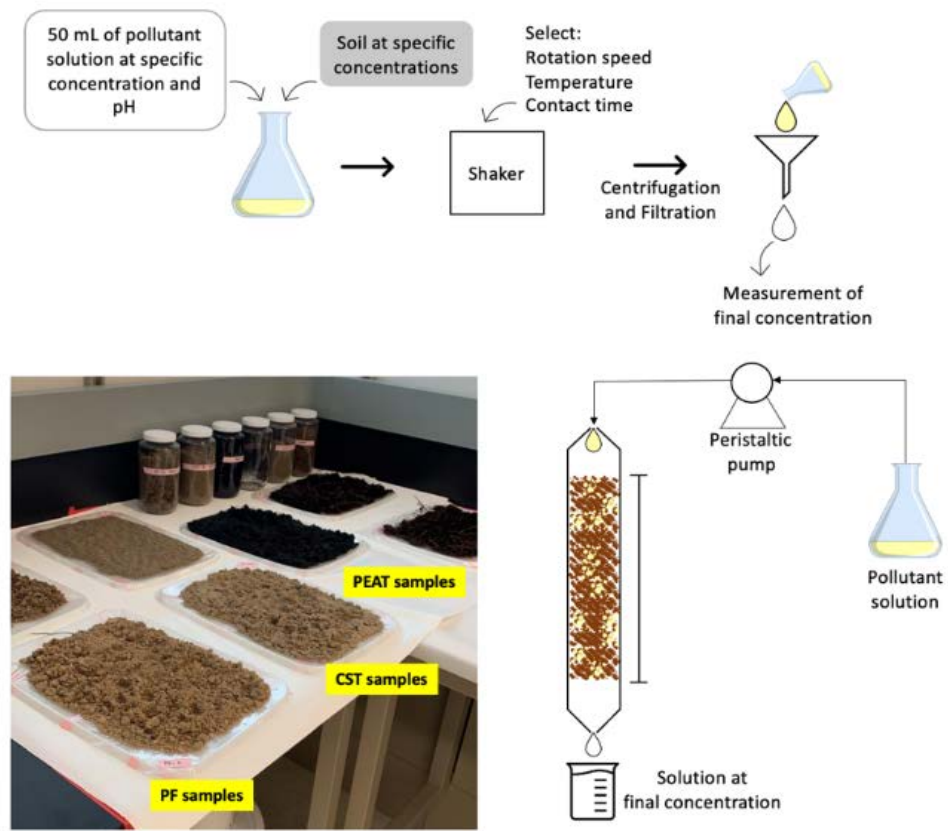 50 mL of pollutant
solution at specific
concentration and
pH
Soil at specific
concentrations
Select:
Rotation speed
Temperature
Contact time
Shaker
Centrifugation
and Filtration
Measurement of
final concentration
Peristaltic
pump
Pollutant
solution
Solution at
final concentration
PEAT samples
CST samples
PF samples